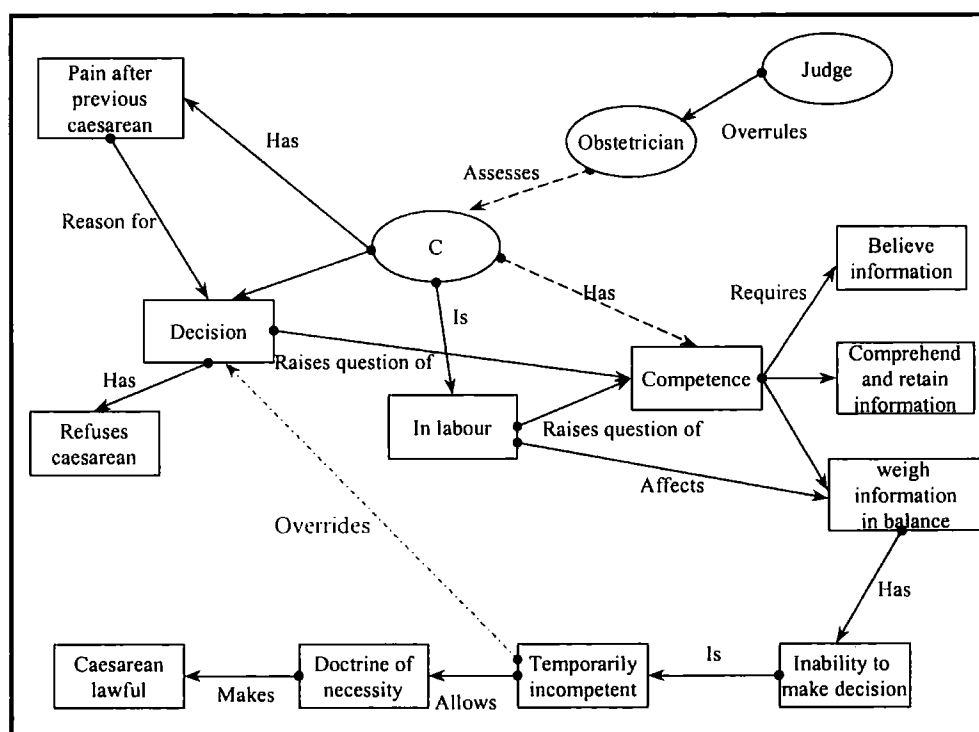 Pain after
previous
caesarean
Judge
Has
Obstetrician
Overrules
Assesses
Reason for
C
Believe
information
Requires
Is
Has
Decision
Raises question of
Comprehend
and retain
information
Competence
Has
Refuses
caesarean
In labour
Raises question of
Affects
weigh
information
in balance
Overrides
Has
Caesarean
lawful
Makes
Doctrine of
necessity
Allows
Temporarily
incompetent
Is
Inability to
make decision